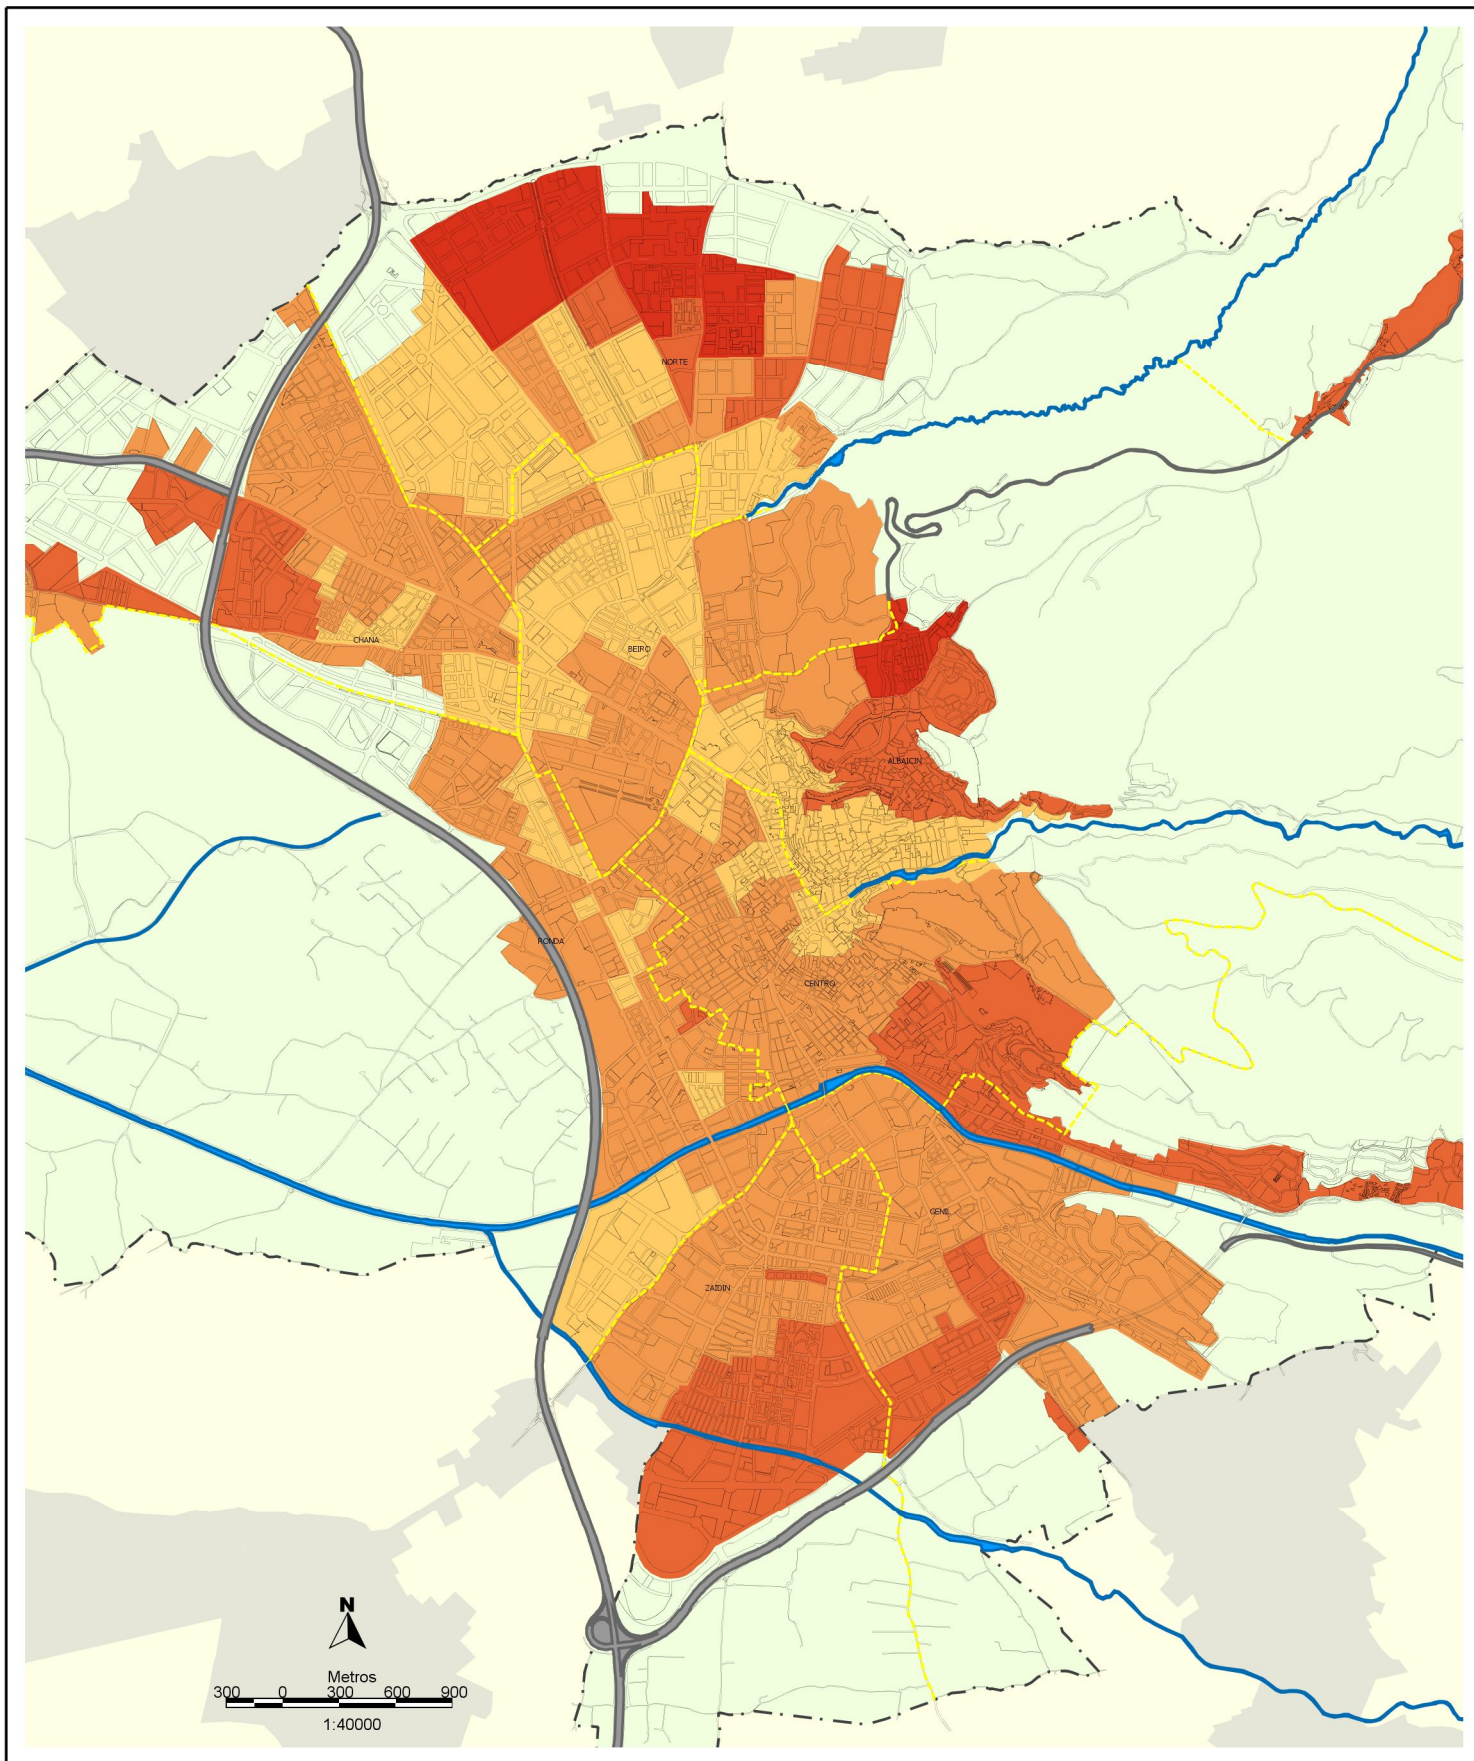 NORTE
CHANA
BEIRO
ALBAICIN
RONDA
CENTRO
GENIL
ZAIDIN
N
Metros
300 0 300 600 900
1:40000